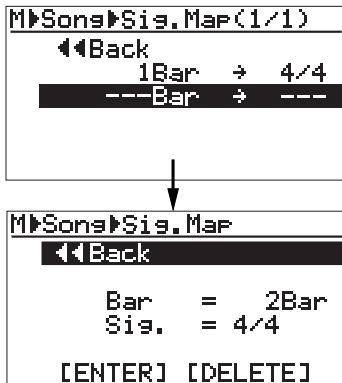 M▶Song▶Sig.Map(1/1)
◀◀Back
1Bar → 4/4
---Bar → ---
M▶Song▶Sig.Map
◀◀Back
Bar = 2Bar
Sig. = 4/4
[ENTER] [DELETE]